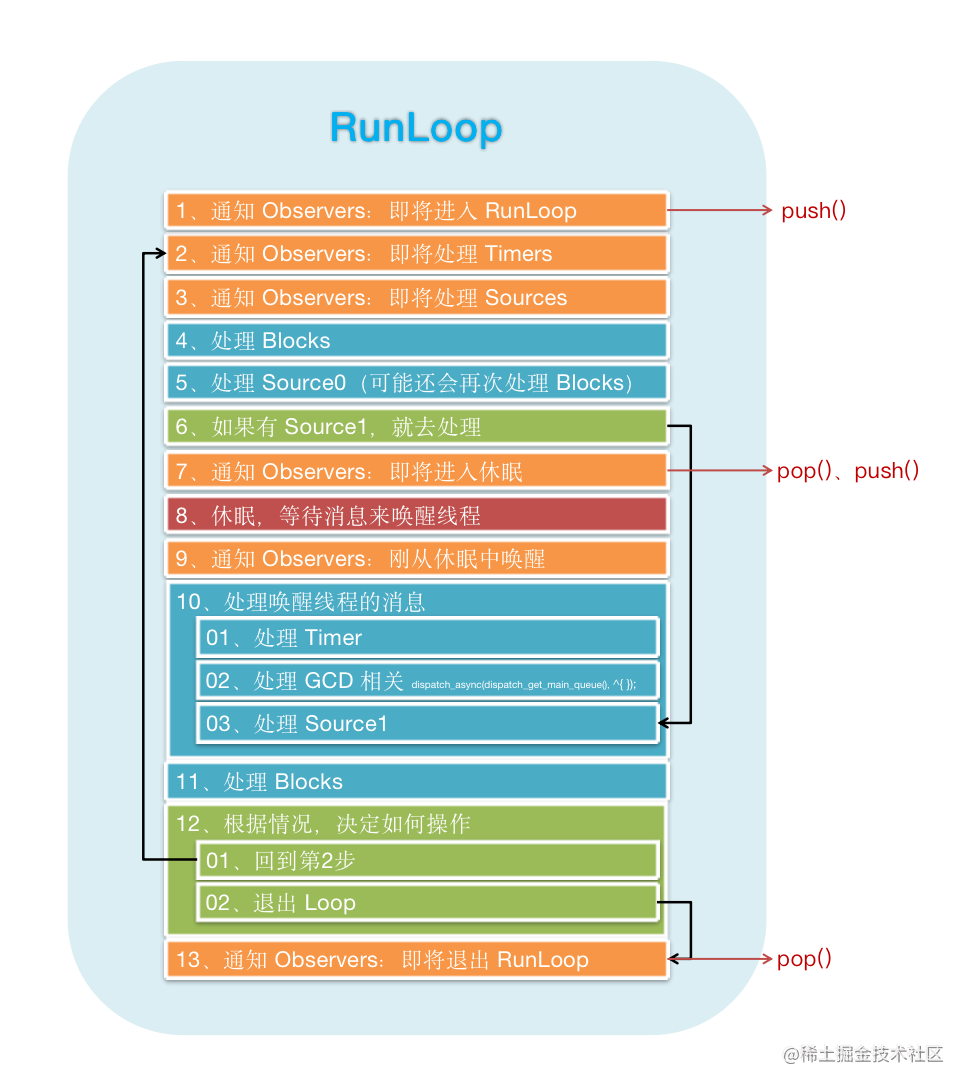 RunLoop
1、通知 Observers：即将进入 RunLoop
push()
2、通知 Observers：即将处理 Timers
3、通知 Observers：即将处理 Sources
4、处理 Blocks
5、处理 Source0（可能还会再次处理 Blocks）
6、如果有 Source1，就去处理
7、通知 Observers：即将进入休眠
pop()、push()
8、休眠，等待消息来唤醒线程
9、通知 Observers：刚从休眠中唤醒
10、处理唤醒线程的消息
01、处理 Timer
02、处理 GCD 相关 dispatch_async(dispatch_get_main_queue(), ^{ });
03、处理 Source1
11、处理 Blocks
12、根据情况，决定如何操作
01、回到第2步
02、退出 Loop
13、通知 Observers：即将退出 RunLoop
pop()
@稀土掘金技术社区